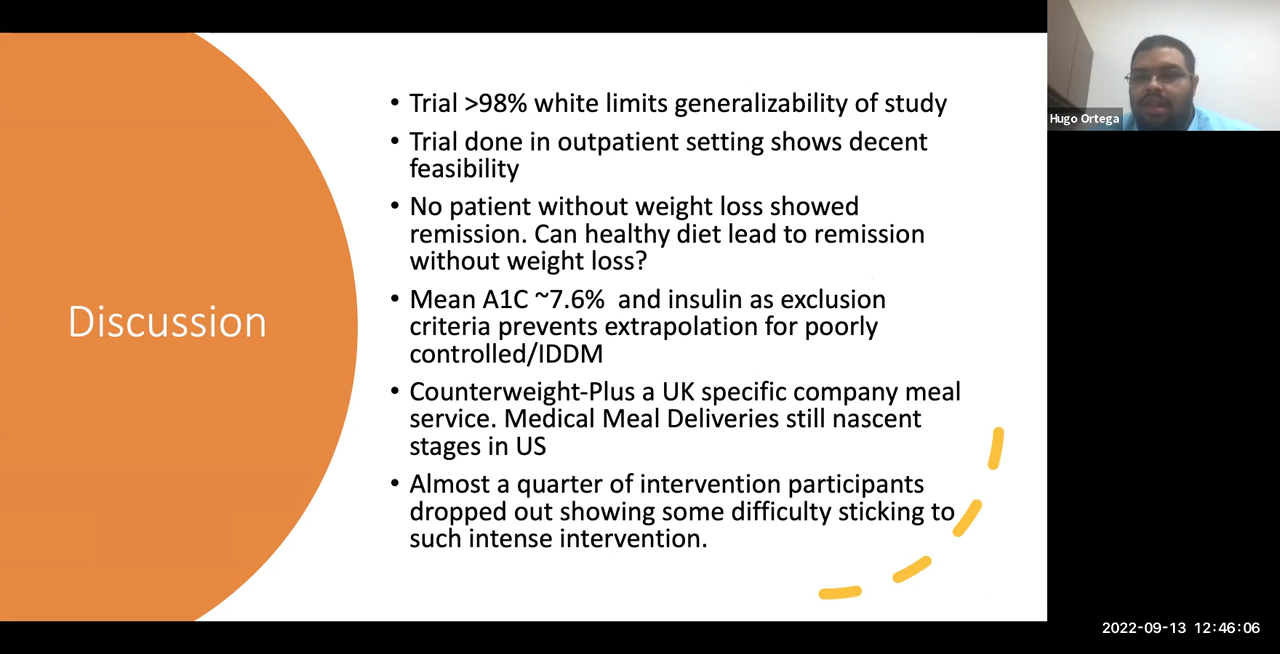 Discussion
• Trial >98% white limits generalizability of study
• Trial done in outpatient setting shows decent
feasibility
• No patient without weight loss showed
remission. Can healthy diet lead to remission
without weight loss?
• Mean A1C ~7.6%  and insulin as exclusion
criteria prevents extrapolation for poorly
controlled/IDDM
• Counterweight-Plus a UK specific company meal
service. Medical Meal Deliveries still nascent
stages in US
• Almost a quarter of intervention participants
dropped out showing some difficulty sticking to
such intense intervention.
Hugo Ortega
2022-09-13 12:46:06